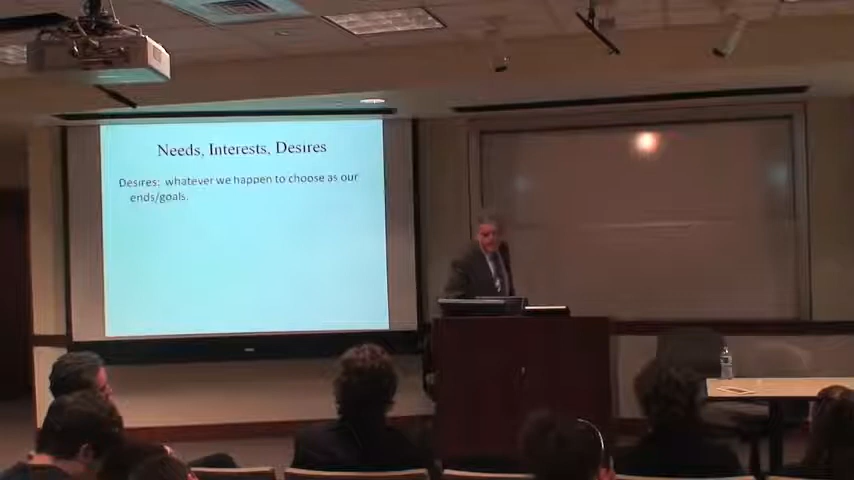 Needs, Interests, Desires
Desires: whatever we happen to choose as our
ends/goals.